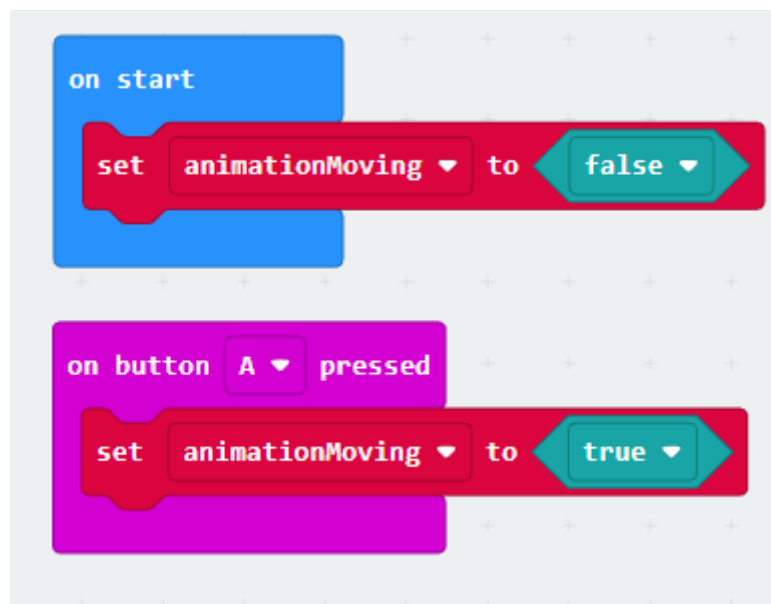 on start
set animationMoving to false
on button A pressed
set animationMoving to true